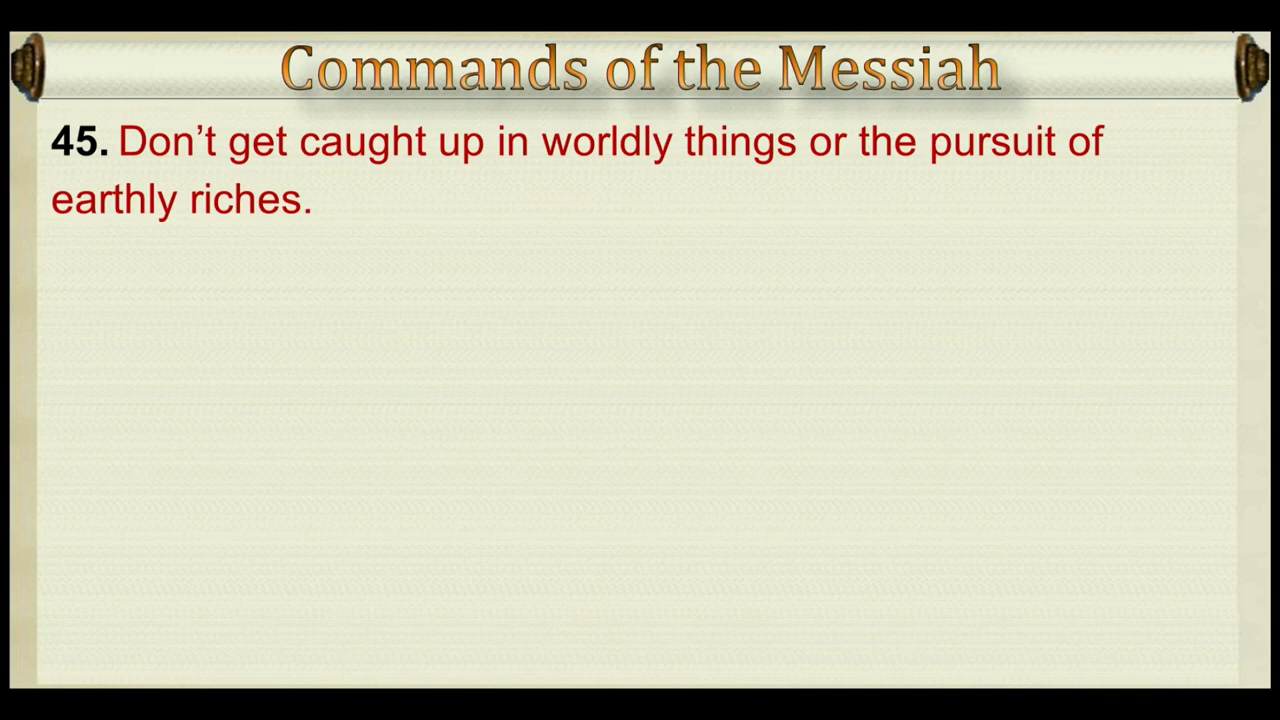 Commands of the Messiah
45. Don’t get caught up in worldly things or the pursuit of
earthly riches.